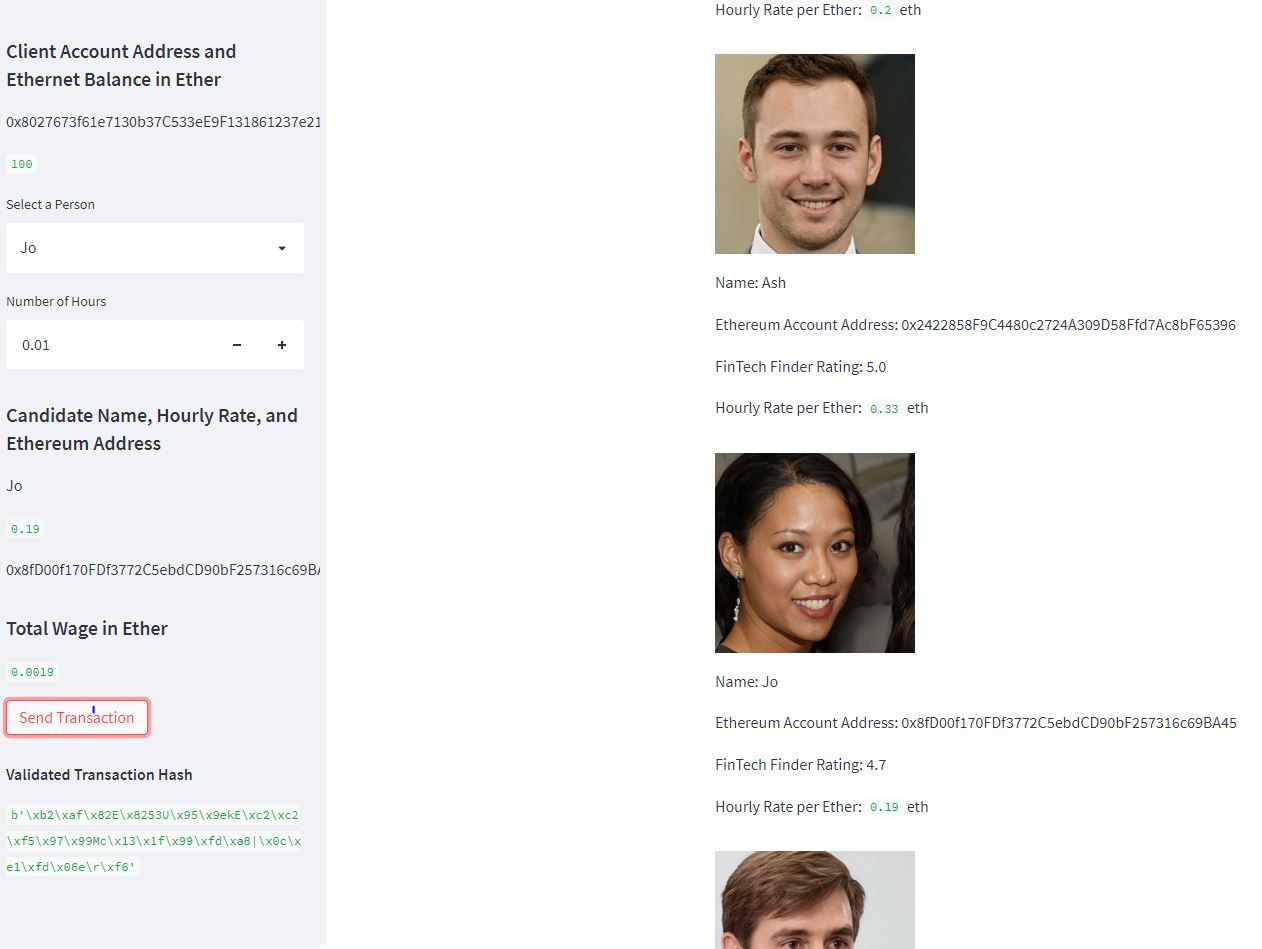 Client Account Address and
Ethernet Balance in Ether
0x8027673f61e7130b37C533eE9F131861237e21
100
Select a Person
Jo
Number of Hours
0.01
Candidate Name, Hourly Rate, and
Ethereum Address
Jo
0.19
0x8fD00f170FDf3772C5ebdCD90bF257316c69BA
Total Wage in Ether
0.0019
Send Transaction
Validated Transaction Hash
b'\xb2\xaf\x82E\x8253U\x95\x9ekE\xc2\xc2
\xf5\x97\x99Mc\x13\x1f\x99\xfd\xa8|\x0c\x
e1\xfd\x06e\r\xf6'
Hourly Rate per Ether: 0.2 eth
Name: Ash
Ethereum Account Address: 0x2422858F9C4480c2724A309D58Ffd7Ac8bF65396
FinTech Finder Rating: 5.0
Hourly Rate per Ether: 0.33 eth
Name: Jo
Ethereum Account Address: 0x8fD00f170FDf3772C5ebdCD90bF257316c69BA45
FinTech Finder Rating: 4.7
Hourly Rate per Ether: 0.19 eth